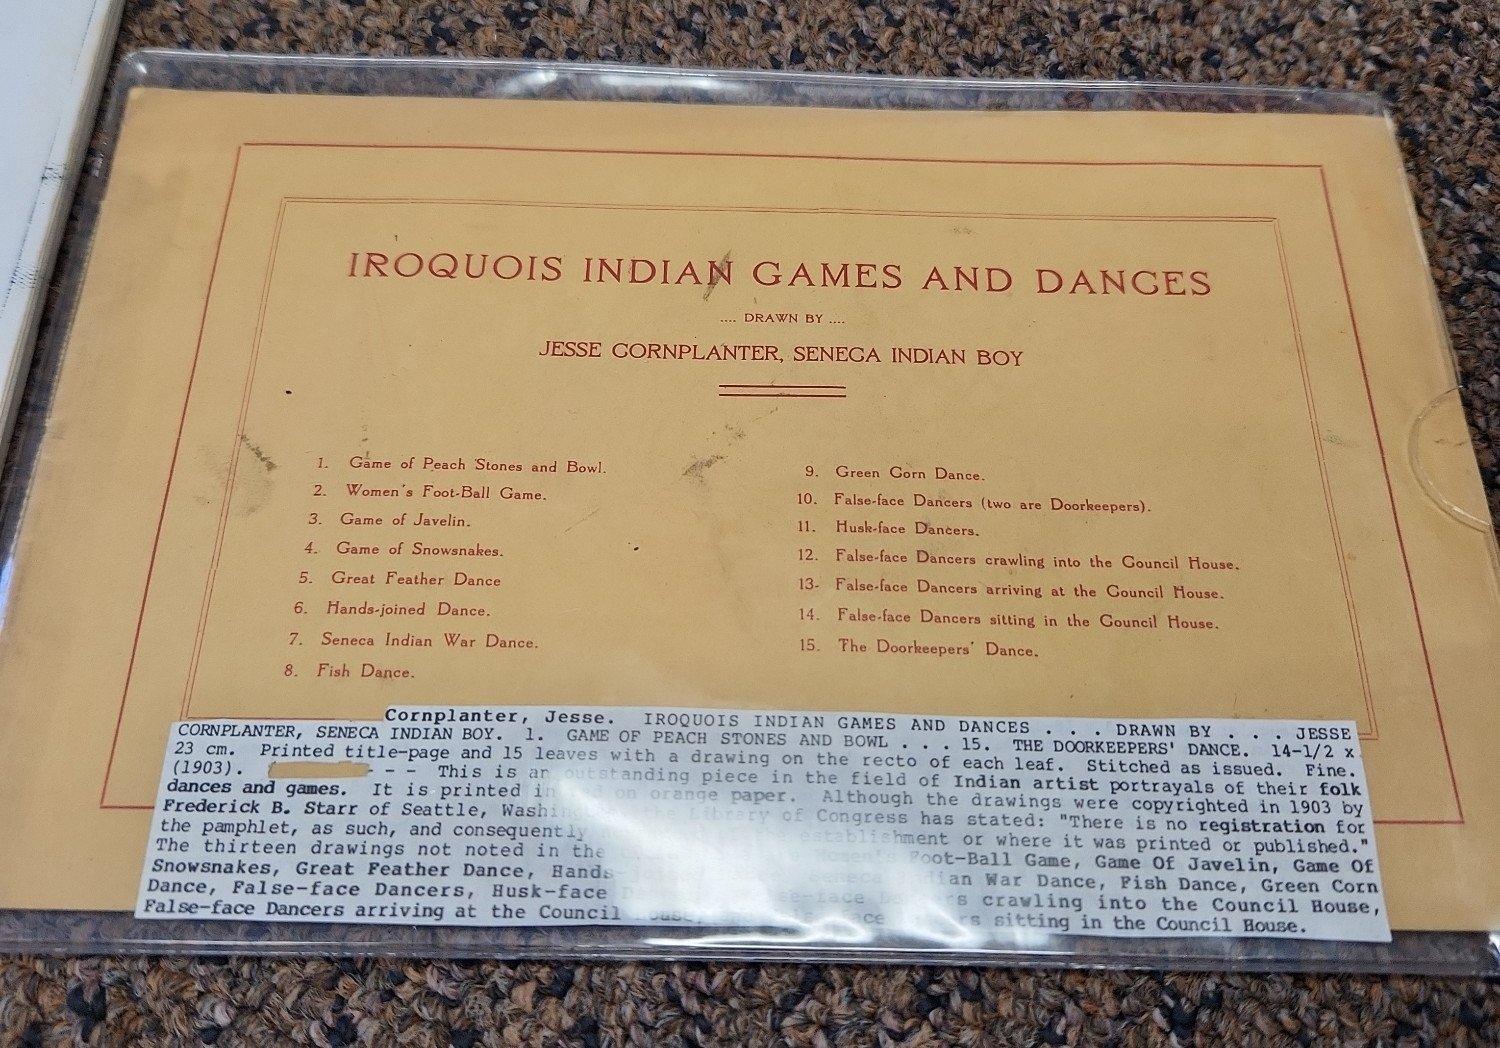 IROQUOIS INDIAN GAMES AND DANCES
.... DRAWN BY ....
JESSE CORNPLANTER, SENECA INDIAN BOY
1. Game of Peach Stones and Bowl.
2. Women's Foot-Ball Game.
3. Game of Javelin.
4. Game of Snowsnakes.
5. Great Feather Dance
6. Hands-joined Dance.
7. Seneca Indian War Dance.
8. Fish Dance.
9. Green Corn Dance.
10. False-face Dancers (two are Doorkeepers).
11. Husk-face Dancers.
12. False-face Dancers crawling into the Council House.
13- False-face Dancers arriving at the Council House.
14. False-face Dancers sitting in the Council House.
15. The Doorkeepers' Dance.
Cornplanter, Jesse. IROQUOIS INDIAN GAMES AND DANCES . . . DRAWN BY . . . JESSE
CORNPLANTER, SENECA INDIAN BOY. 1. GAME OF PEACH STONES AND BOWL . . . 15. THE DOORKEEPERS' DANCE. 14-1/2 x
23 cm. Printed title-page and 15 leaves with a drawing on the recto of each leaf. Stitched as issued. Fine.
(1903). - - - This is an outstanding piece in the field of Indian artist portrayals of their folk
dances and games. It is printed in on orange paper. Although the drawings were copyrighted in 1903 by
Frederick B. Starr of Seattle, Library of Congress has stated: "There is no registration for
the pamphlet, as such, and consequently establishment or where it was printed or published."
The thirteen drawings not noted in the Women's Foot-Ball Game, Game Of Javelin, Game Of
Snowsnakes, Great Feather Dance, Seneca Indian War Dance, Fish Dance, Green Corn
Dance, False-face Dancers, Husk-face crawling into the Council House,
False-face Dancers arriving at the Council sitting in the Council House.